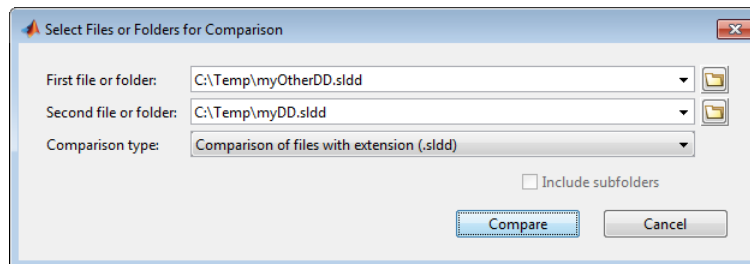 Select Files or Folders for Comparison
First file or folder: C:\Temp\myOtherDD.sldd
Second file or folder: C:\Temp\myDD.sldd
Comparison type: Comparison of files with extension (.sldd)
Include subfolders
Compare Cancel